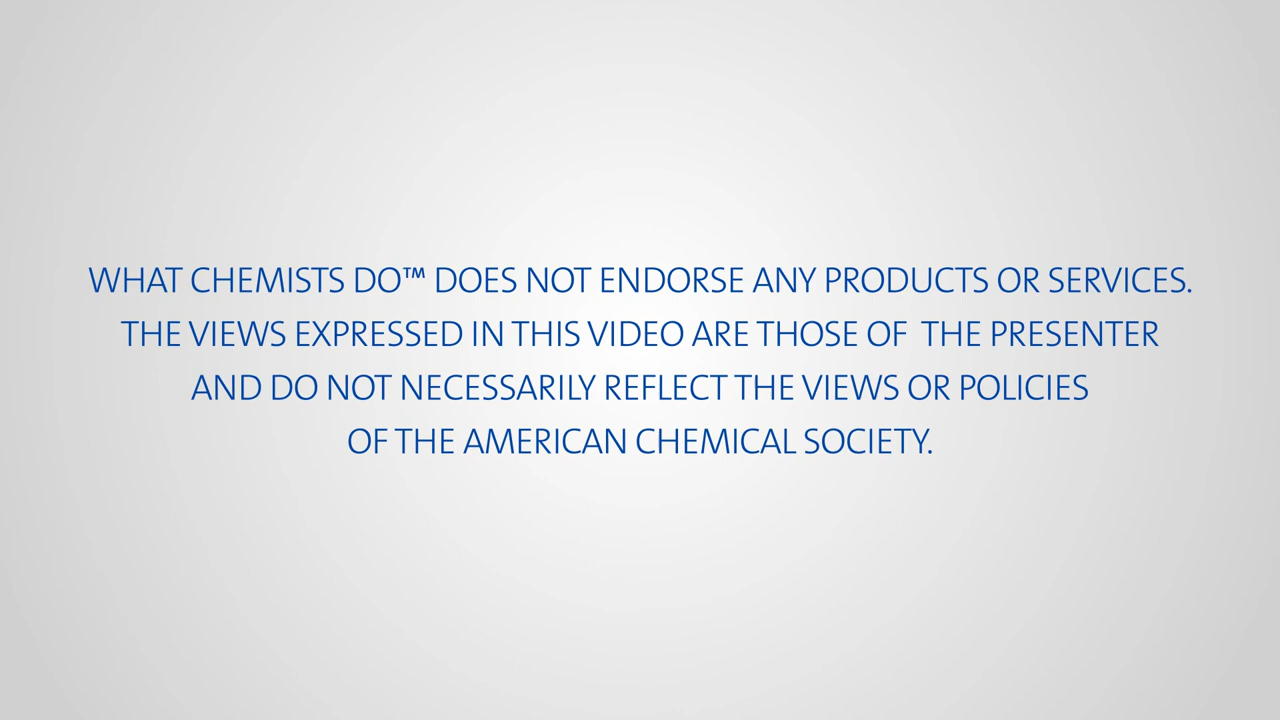 WHAT CHEMISTS DO™ DOES NOT ENDORSE ANY PRODUCTS OR SERVICES.
THE VIEWS EXPRESSED IN THIS VIDEO ARE THOSE OF  THE PRESENTER
AND DO NOT NECESSARILY REFLECT THE VIEWS OR POLICIES
OF THE AMERICAN CHEMICAL SOCIETY.